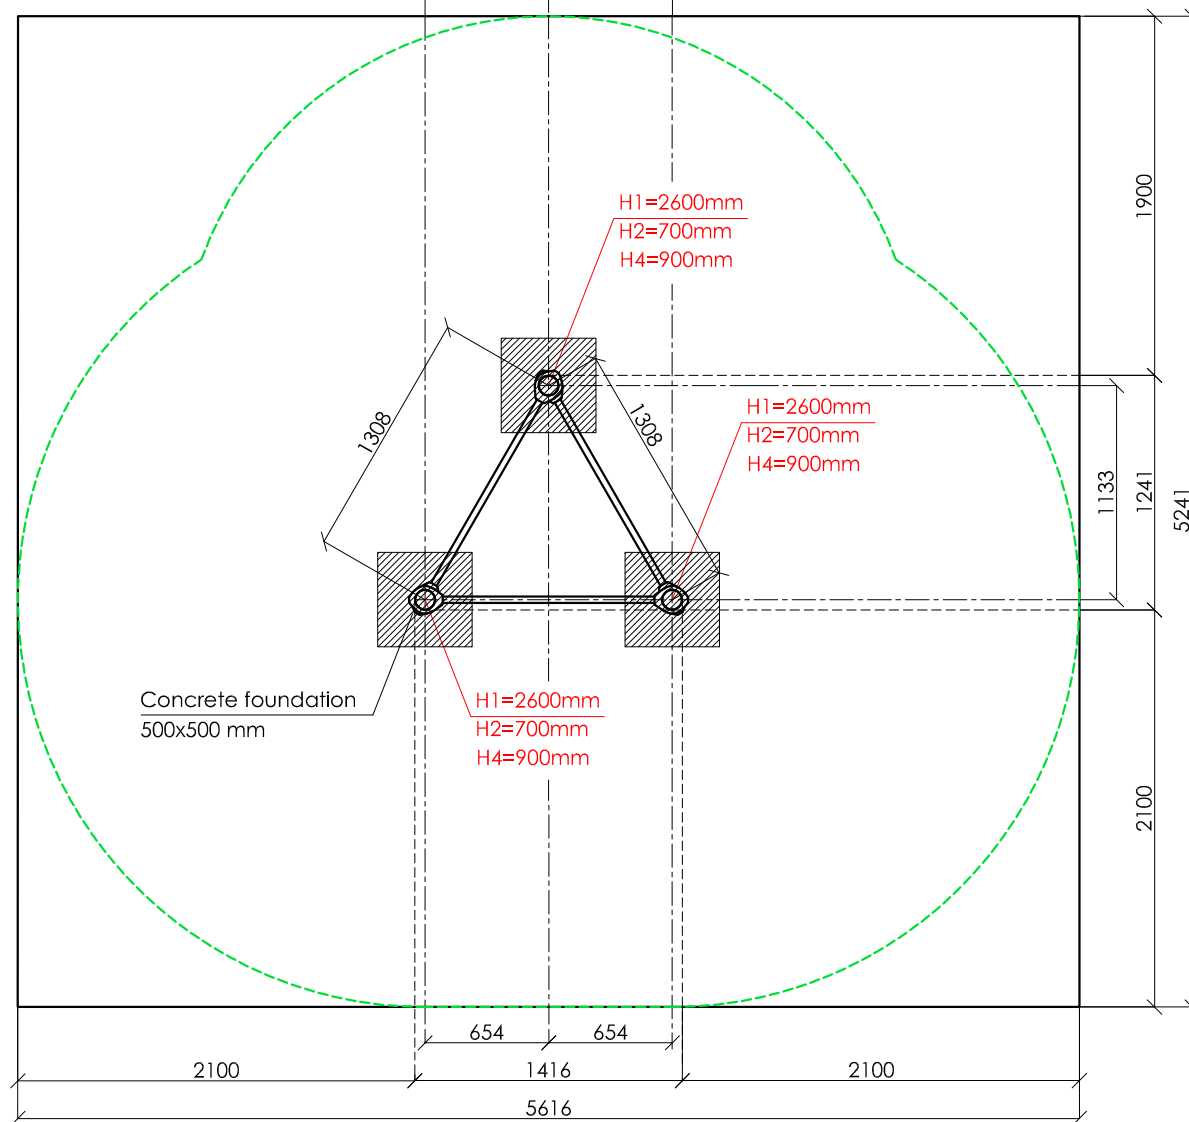 H1=2600mm
H2=700mm
H4=900mm
1900
1308
1308
H1=2600mm
H2=700mm
H4=900mm
1133
1241
5241
Concrete foundation
500x500 mm
H1=2600mm
H2=700mm
H4=900mm
2100
654
654
2100
1416
2100
5616